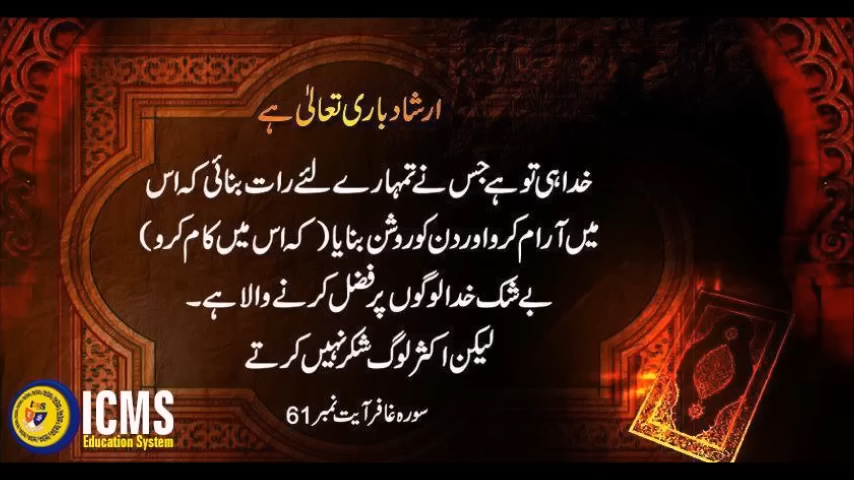 ارشاد باری تعالیٰ ہے
خدا ہی تو ہے جس نے تمہارے لئے رات بنائی کہ اس
میں آرام کرو اور دن کو روشن بنایا ( کہ اس میں کام کرو )
بے شک خدا لوگوں پر فضل کرنے والا ہے۔
لیکن اکثر لوگ شکر نہیں کرتے
سورہ غافر آیت نمبر 61
ICMS
Education System